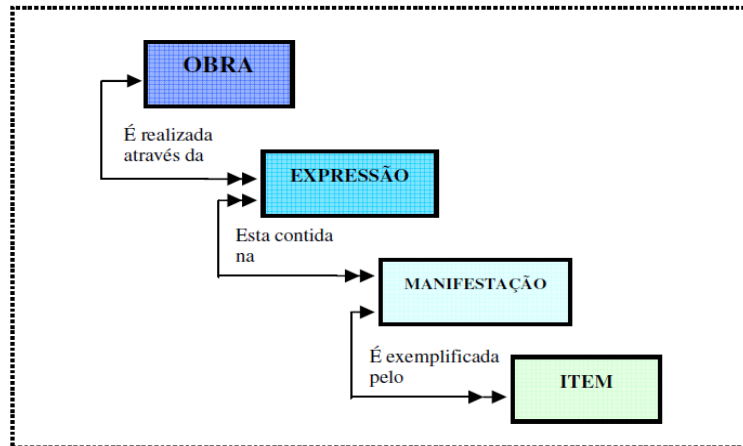 OBRA
É realizada
através da
EXPRESSÃO
Esta contida
na
MANIFESTAÇÃO
É exemplificada
pelo
ITEM